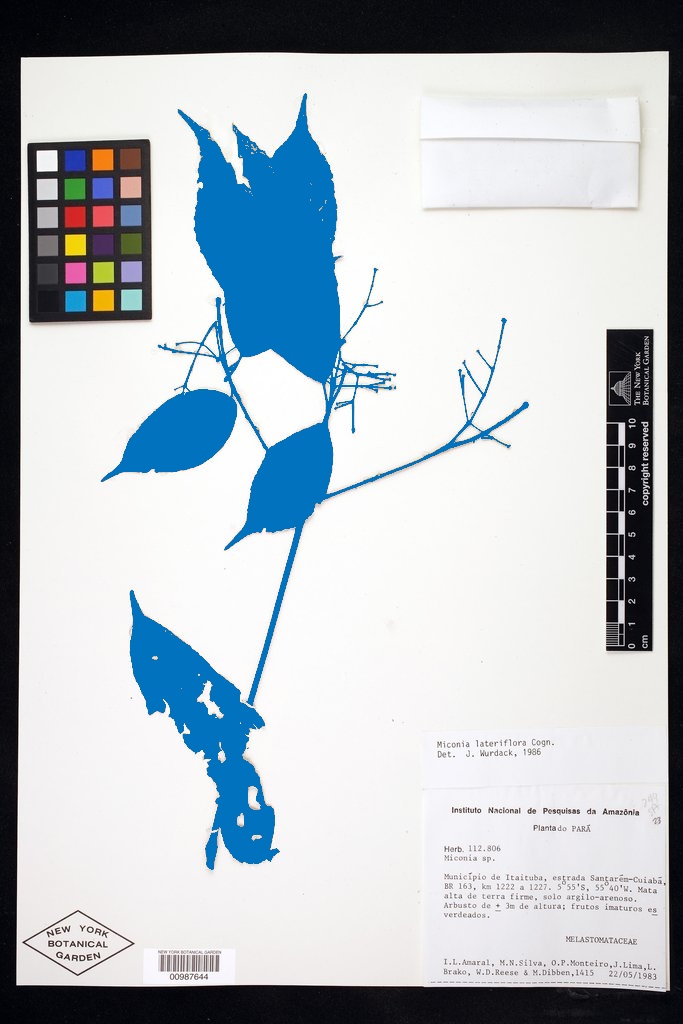 THE NEW YORK
BOTANICAL GARDEN
copyright reserved
0 1 2 3 4 5 6 7 8 9 10
cm
Miconia lateriflora Cogn.
Det. J. Wurdack, 1986
Instituto Nacional de Pesquisas da Amazônia
23
Planta do PARÁ
Herb. 112.806
Miconia sp.
Município de Itaituba, estrada Santarém-Cuiabá,
BR 163, km 1222 a 1227. 5°55'S, 55°40'W. Mata
alta de terra firme, solo argilo-arenoso.
Arbusto de ± 3m de altura; frutos imaturos es
verdeados.
MELASTOMATACEAE
I.L.Amaral, M.N.Silva, O.P.Monteiro, J.Lima, L.
Brako, W.D.Reese & M.Dibben, 1415 22/05/1983
NEW YORK
BOTANICAL
GARDEN
NEW YORK BOTANICAL GARDEN
00987644